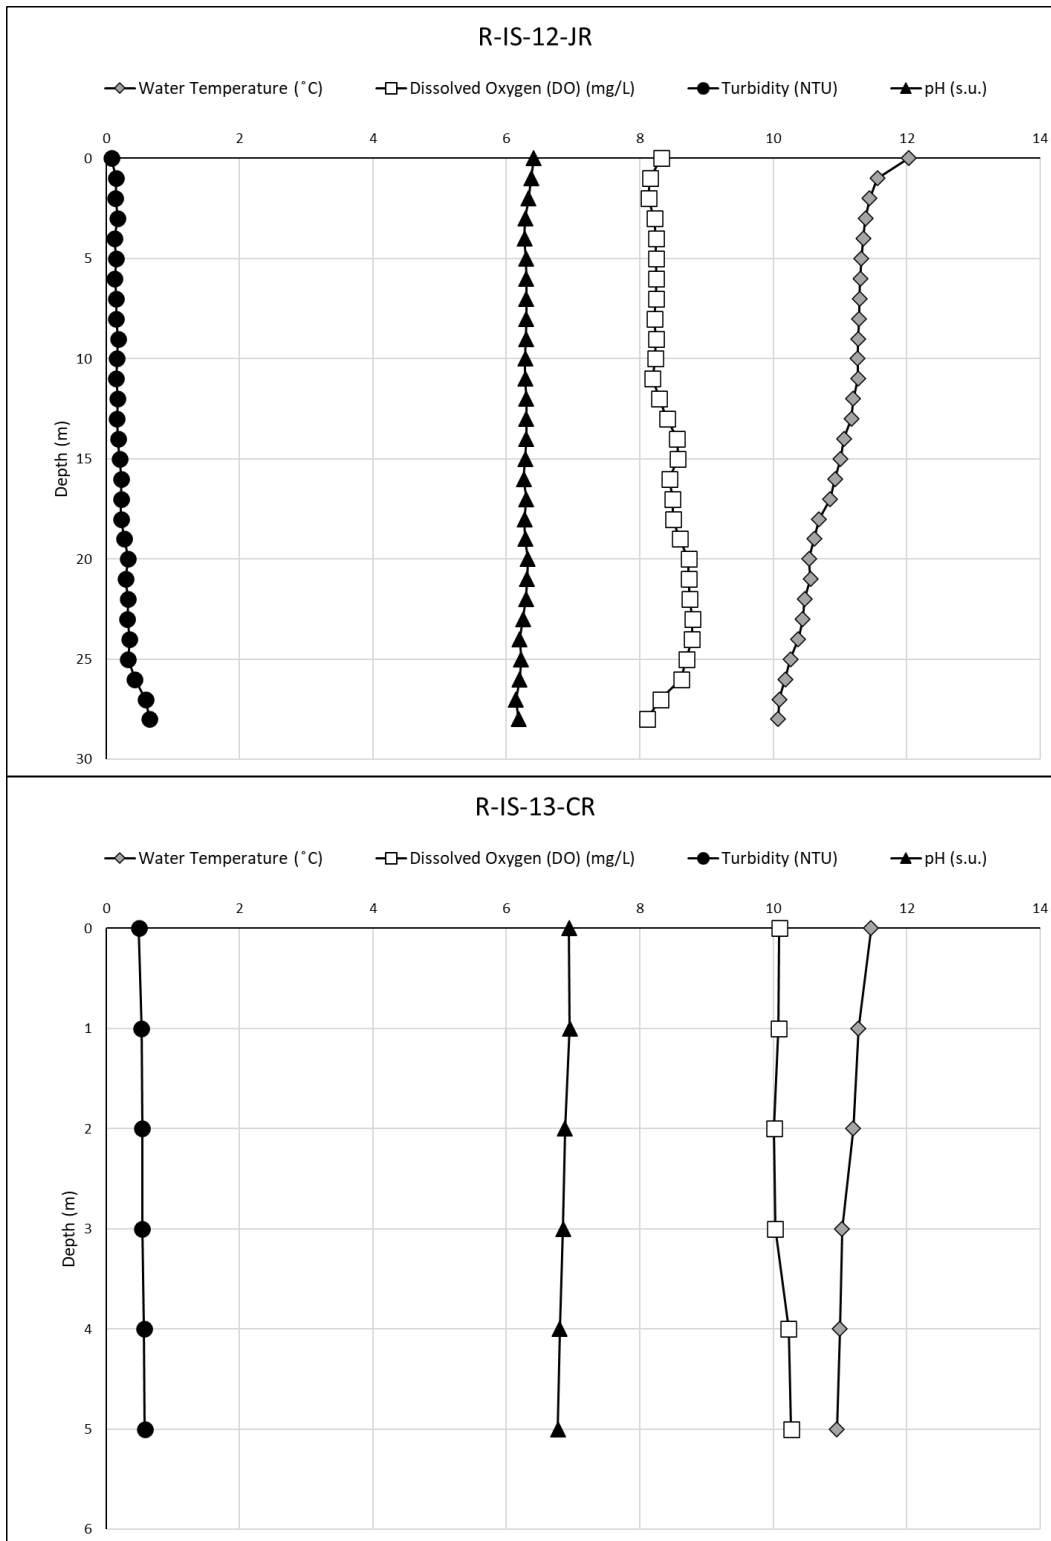 R-IS-12-JR
Water Temperature (˚C) Dissolved Oxygen (DO) (mg/L) Turbidity (NTU) pH (s.u.)
0 2 4 6 8 10 12 14
0
5
10
15
20
25
30
Depth (m)
R-IS-13-CR
Water Temperature (˚C) Dissolved Oxygen (DO) (mg/L) Turbidity (NTU) pH (s.u.)
0 2 4 6 8 10 12 14
0
1
2
3
4
5
6
Depth (m)